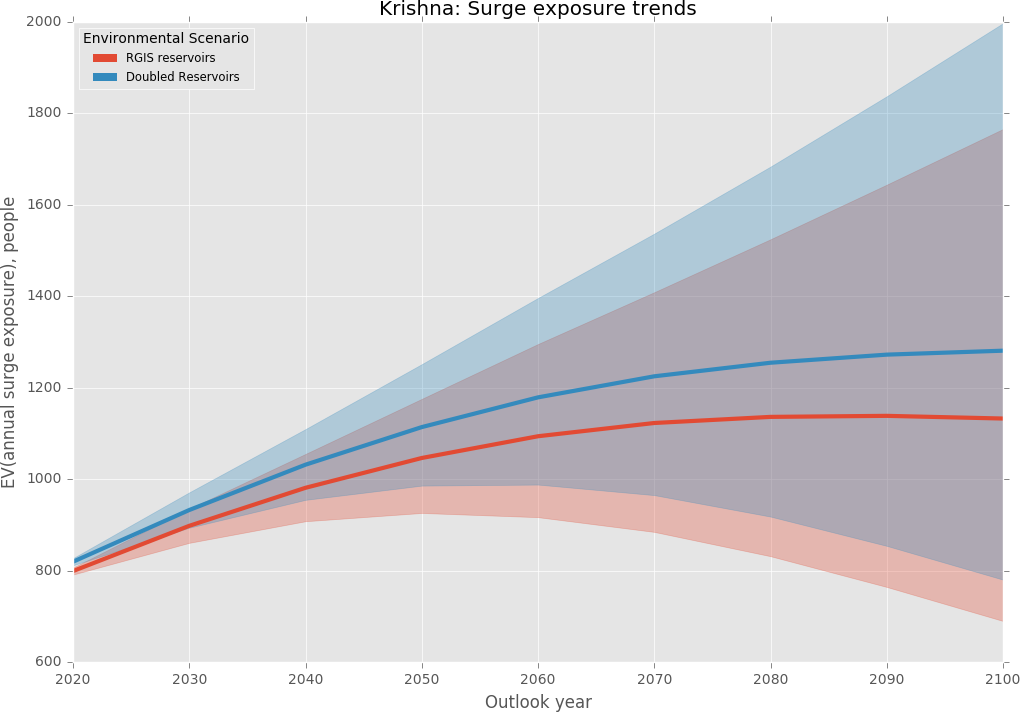 Krishna: Surge exposure trends
Environmental Scenario
RGIS reservoirs
Doubled Reservoirs
EV(annual surge exposure), people
2000
1800
1600
1400
1200
1000
800
600
2020 2030 2040 2050 2060 2070 2080 2090 2100
Outlook year